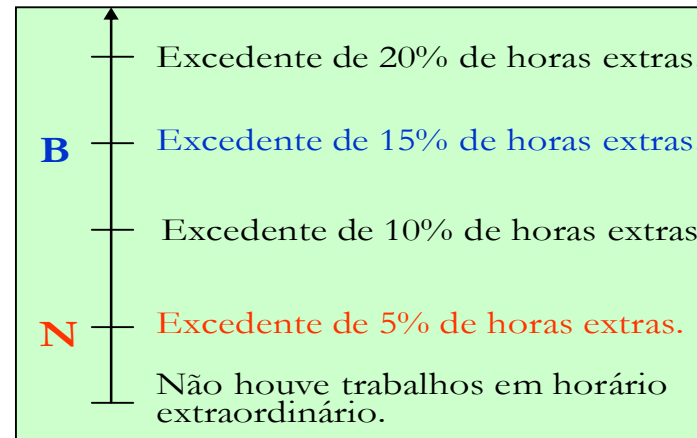 Excedente de 20% de horas extras
B Excedente de 15% de horas extras
Excedente de 10% de horas extras
N Excedente de 5% de horas extras.
Não houve trabalhos em horário
extraordinário.